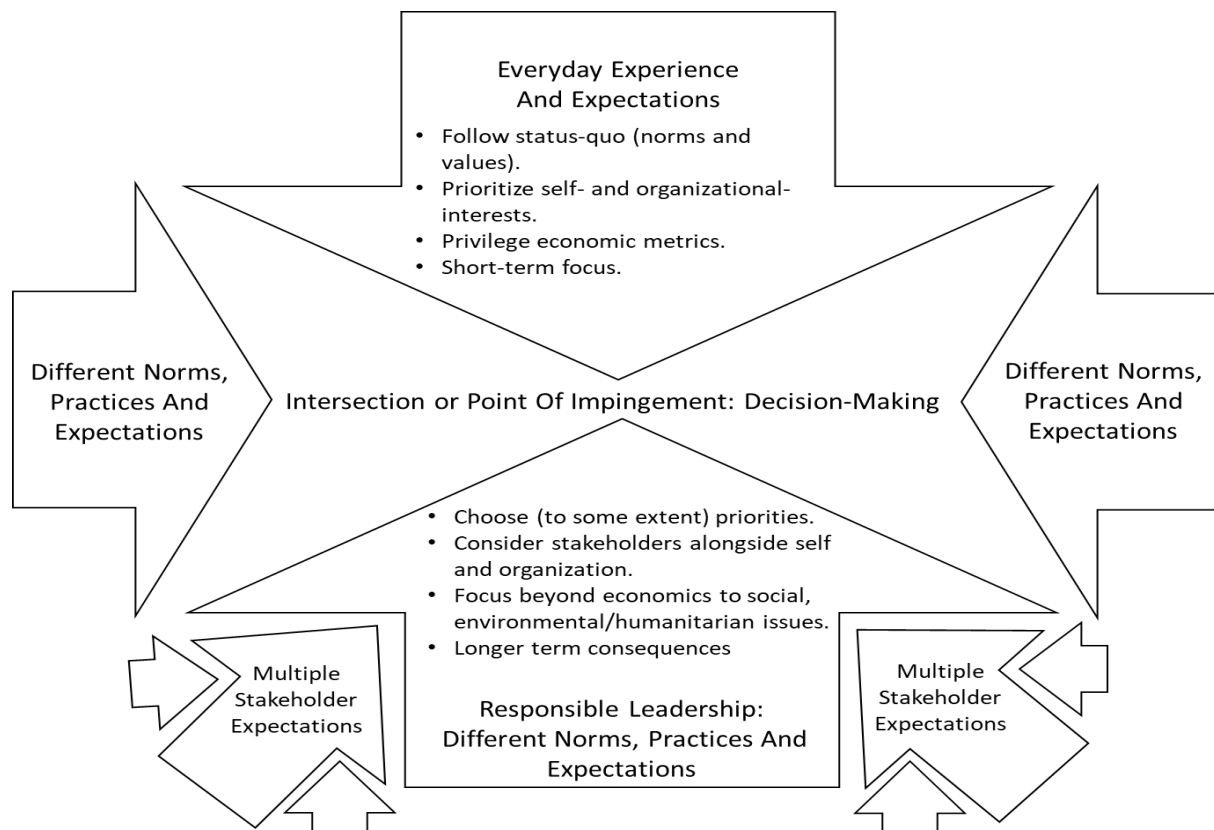 Everyday Experience
And Expectations
• Follow status-quo (norms and
values).
• Prioritize self- and organizational-
interests.
• Privilege economic metrics.
• Short-term focus.
Different Norms,
Practices And
Expectations
Intersection or Point Of Impingement: Decision-Making
Different Norms,
Practices And
Expectations
• Choose (to some extent) priorities.
• Consider stakeholders alongside self
and organization.
• Focus beyond economics to social,
environmental/humanitarian issues.
• Longer term consequences
Multiple
Stakeholder
Expectations
Responsible Leadership:
Different Norms, Practices And
Expectations
Multiple
Stakeholder
Expectations